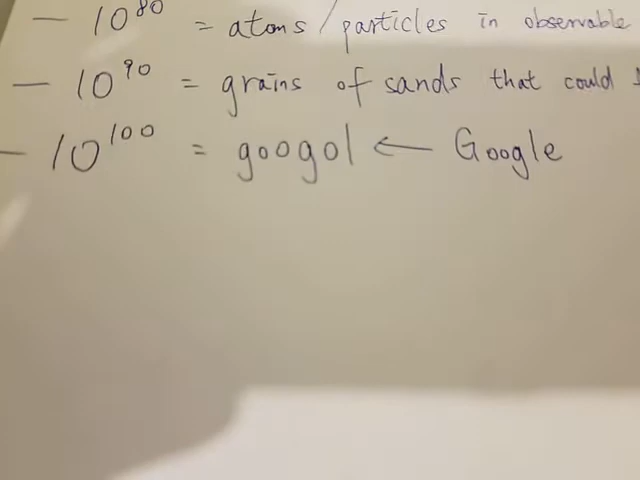 — 10^80 = atoms/particles in observable
— 10^90 = grains of sands that could
— 10^100 = googol ← Google